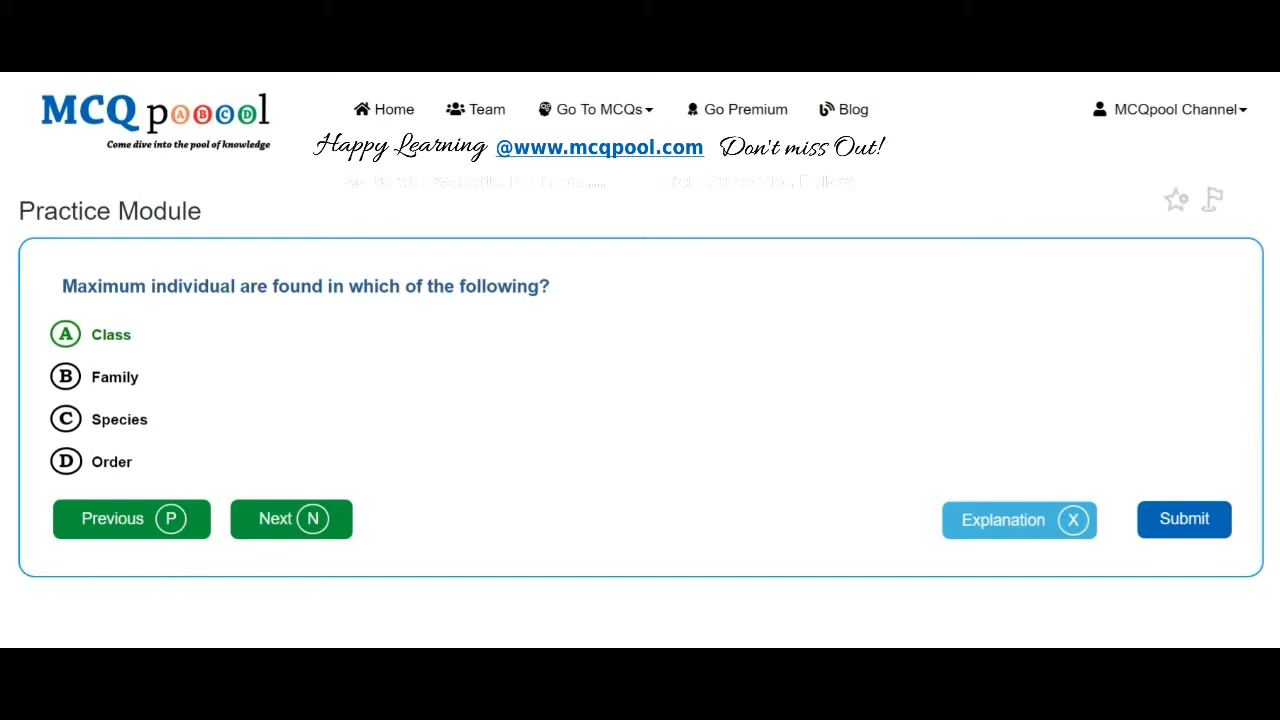 MCQ pooool
Come dive into the pool of knowledge
Home Team Go To MCQs Go Premium Blog MCQpool Channel
Happy Learning @www.mcqpool.com Don't miss Out!
Practice Module
Maximum individual are found in which of the following?
A Class
B Family
C Species
D Order
Previous P Next N Explanation X Submit